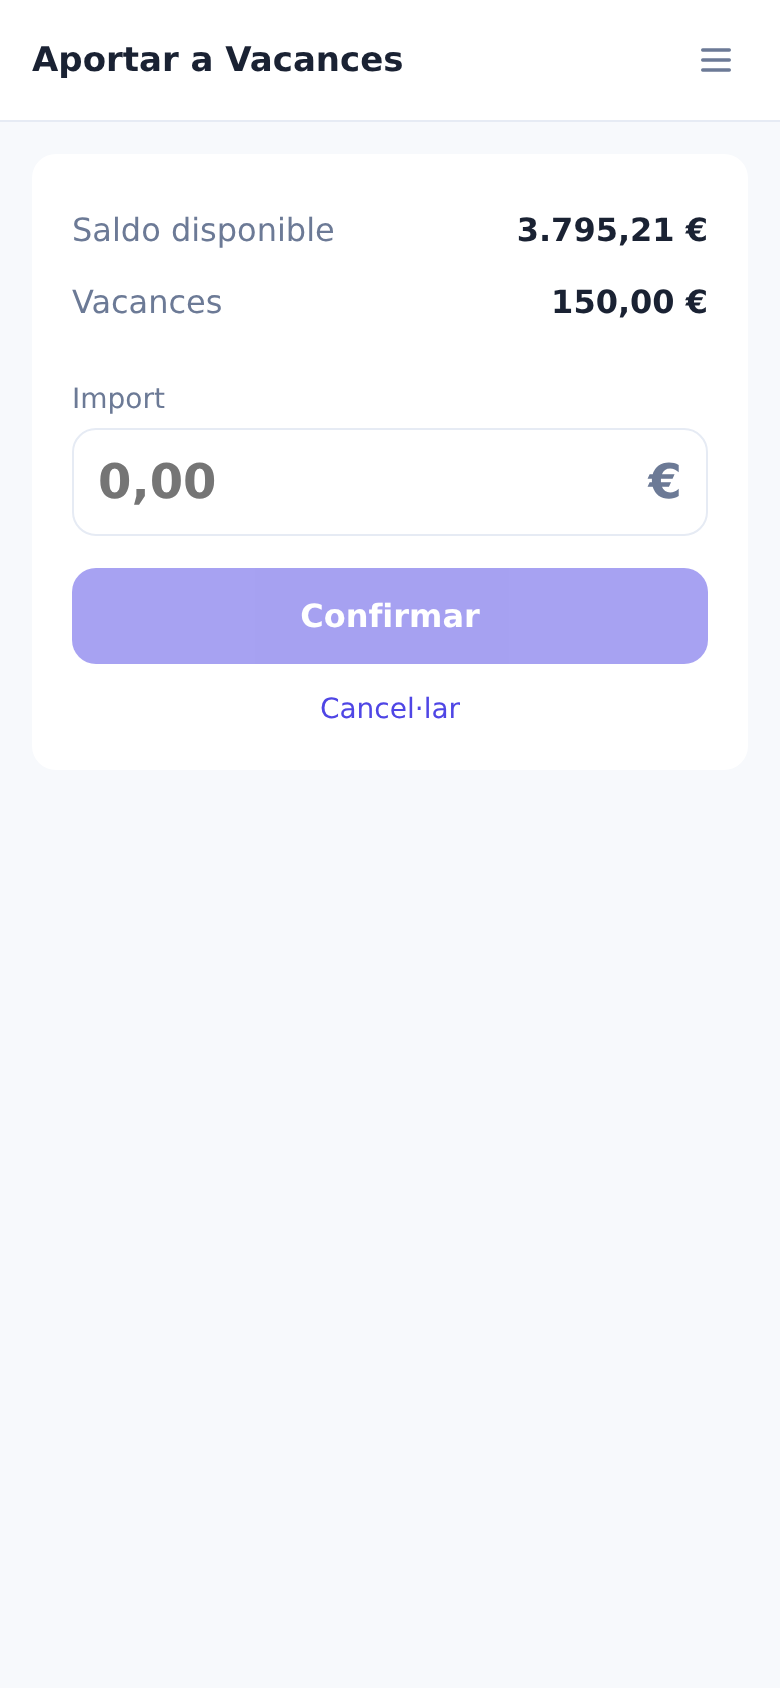 Aportar a Vacances
Saldo disponible 3.795,21 €
Vacances 150,00 €
Import
0,00 €
Confirmar
Cancel·lar